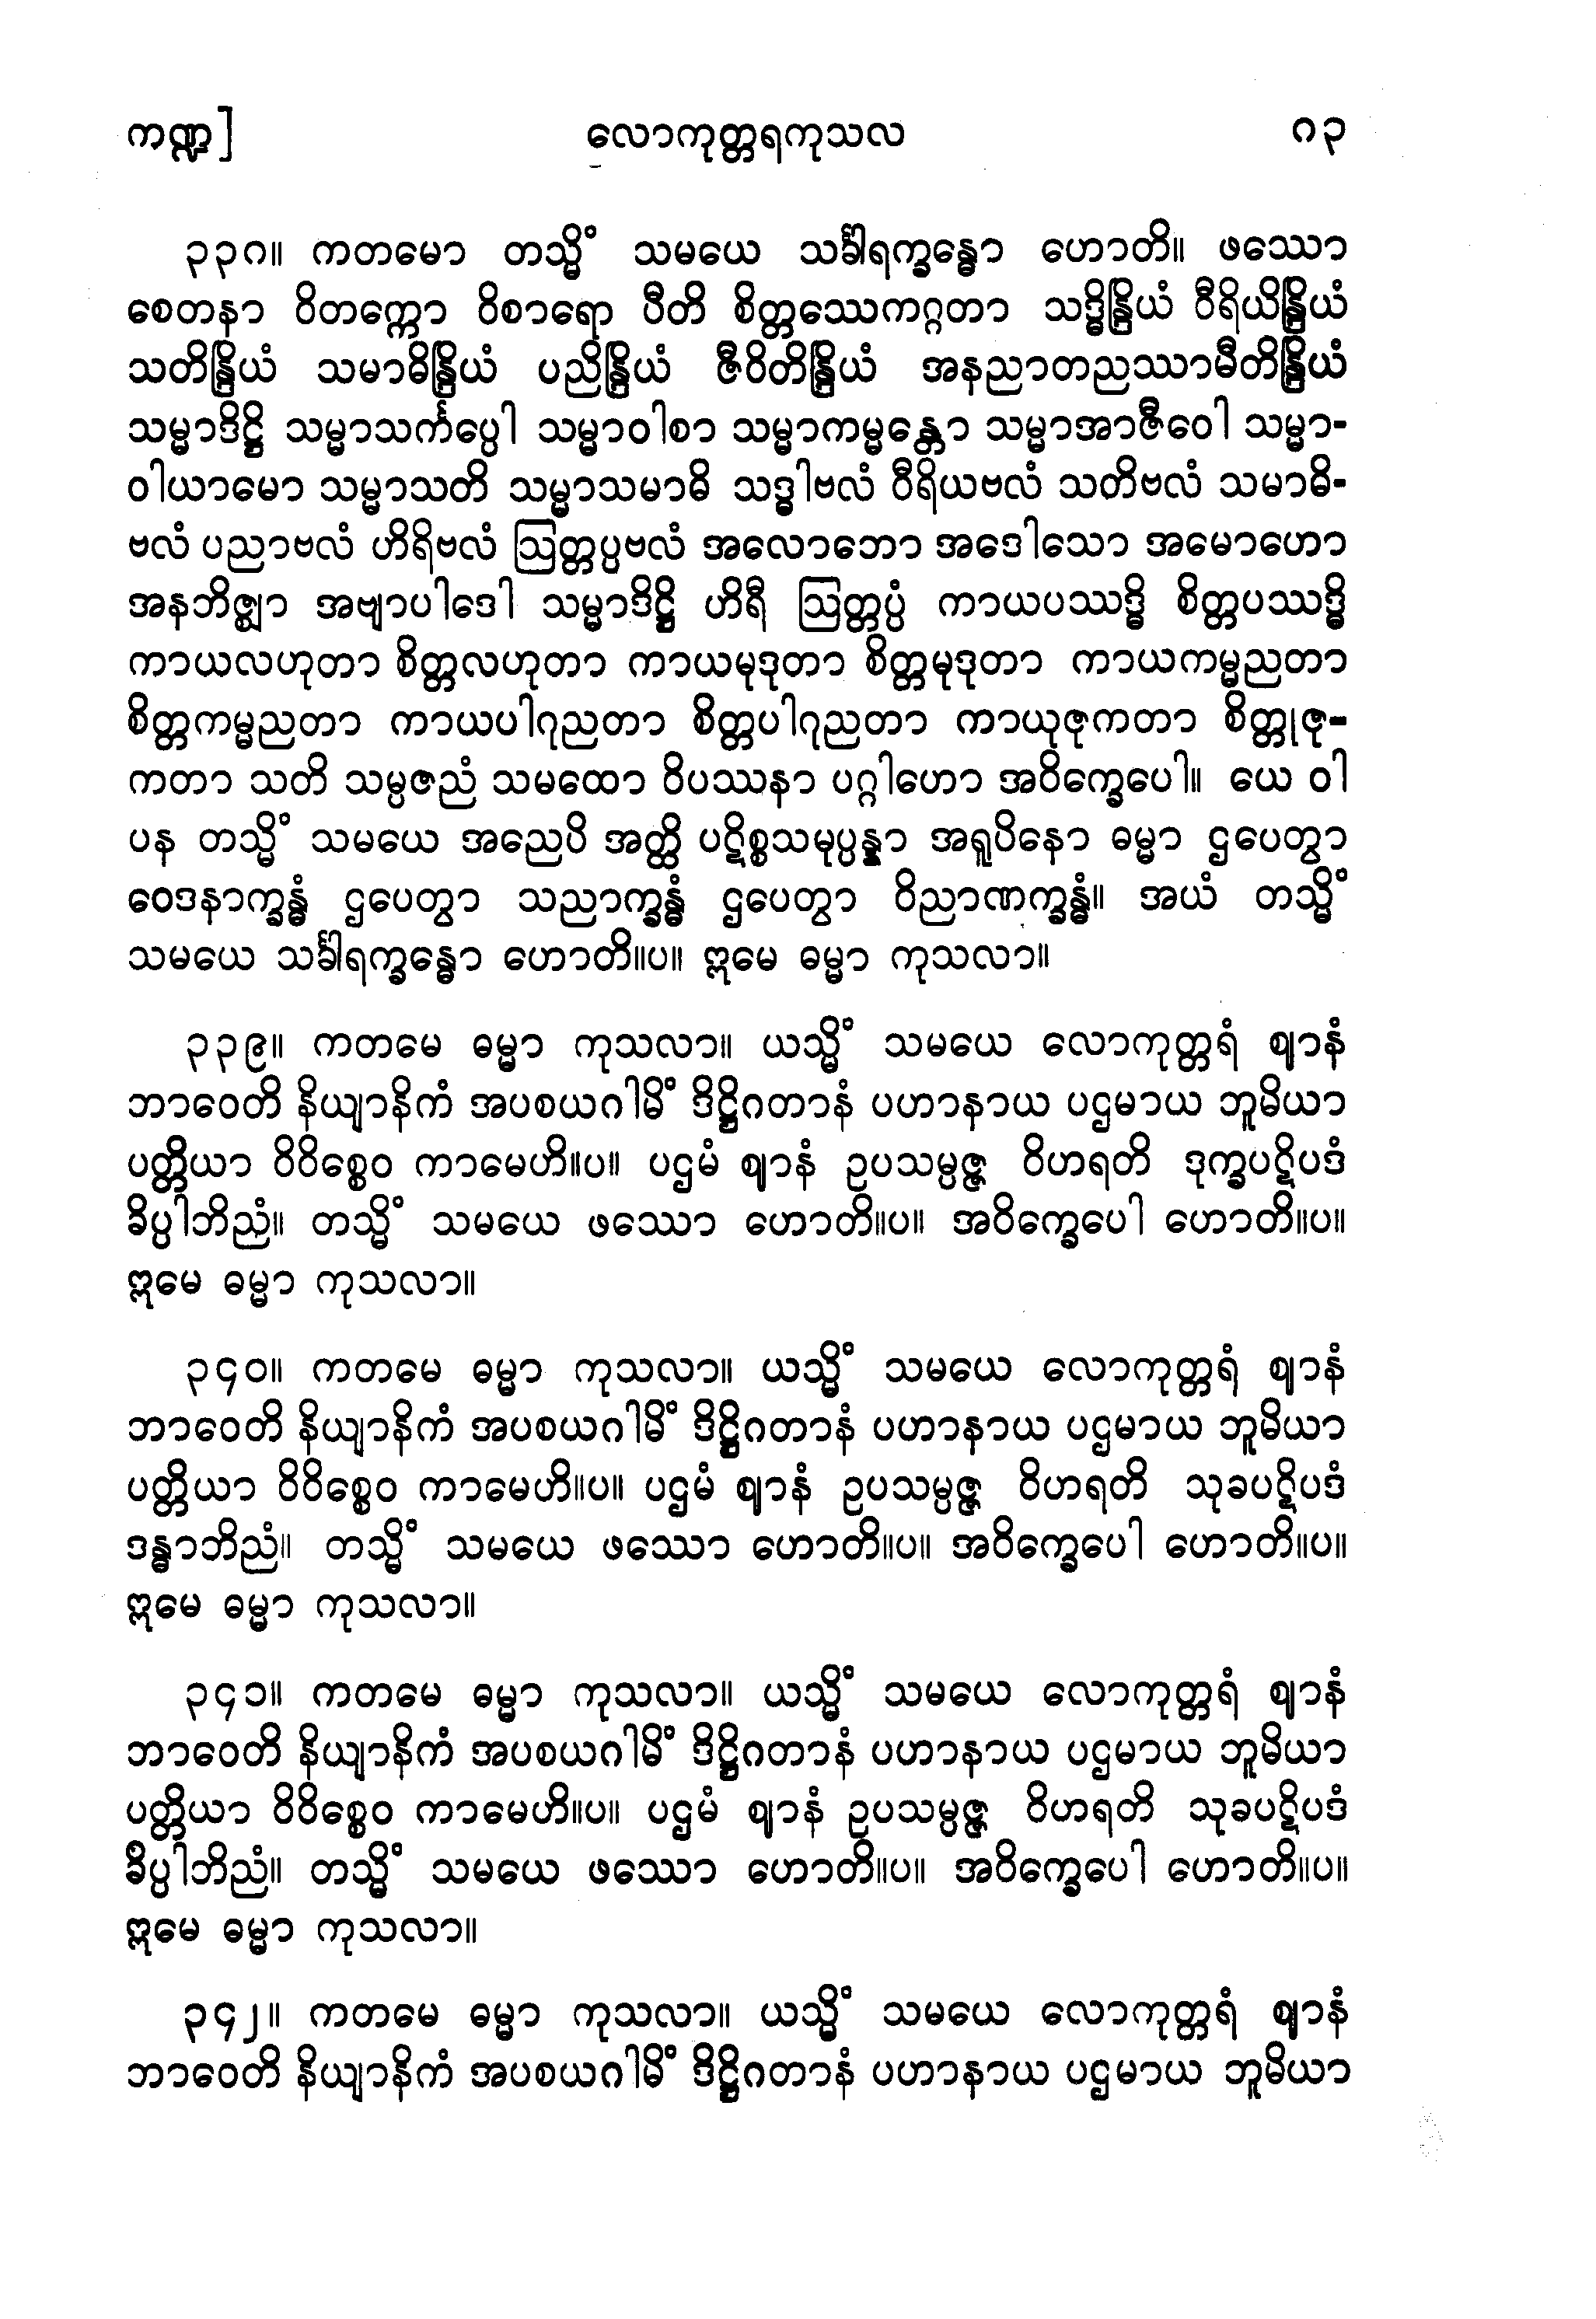 ကဏ္ဍ] လောကုတ္တရကုသလ ၈၃
၃၃၈။ ကတမော တသ္မိံ သမယေ သင်္ခါရက္ခန္ဓော ဟောတိ။ ဖဿော
စေတနာ ဝိတက္ကော ဝိစာရော ပီတိ စိတ္တဿေကဂ္ဂတာ သဒ္ဓိန္ဒြိယံ ဝီရိယိန္ဒြိယံ
သတိန္ဒြိယံ သမာဓိန္ဒြိယံ ပညိန္ဒြိယံ ဇီဝိတိန္ဒြိယံ အနညာတညဿာမီတိန္ဒြိယံ
သမ္မာဒိဋ္ဌိ သမ္မာသင်္ကပ္ပေါ သမ္မာဝါစာ သမ္မာကမ္မန္တော သမ္မာအာဇီဝေါ သမ္မာ-
ဝါယာမော သမ္မာသတိ သမ္မာသမာဓိ သဒ္ဓါဗလံ ဝီရိယဗလံ သတိဗလံ သမာဓိ-
ဗလံ ပညာဗလံ ဟိရိဗလံ ဩတ္တပ္ပဗလံ အလောဘော အဒေါသော အမောဟော
အနဘိဇ္ဈာ အဗျာပါဒေါ သမ္မာဒိဋ္ဌိ ဟိရီ ဩတ္တပ္ပံ ကာယပဿဒ္ဓိ စိတ္တပဿဒ္ဓိ
ကာယလဟုတာ စိတ္တလဟုတာ ကာယမုဒုတာ စိတ္တမုဒုတာ ကာယကမ္မညတာ
စိတ္တကမ္မညတာ ကာယပါဂုညတာ စိတ္တပါဂုညတာ ကာယုဇုကတာ စိတ္တုဇု-
ကတာ သတိ သမ္ပဇညံ သမထော ဝိပဿနာ ပဂ္ဂါဟော အဝိက္ခေပေါ။ ယေ ဝါ
ပန တသ္မိံ သမယေ အညေပိ အတ္ထိ ပဋိစ္စသမုပ္ပန္နာ အရူပိနော ဓမ္မာ ဌပေတွာ
ဝေဒနာက္ခန္ဓံ ဌပေတွာ သညာက္ခန္ဓံ ဌပေတွာ ဝိညာဏက္ခန္ဓံ။ အယံ တသ္မိံ
သမယေ သင်္ခါရက္ခန္ဓော ဟောတိ။ပ။ ဣမေ ဓမ္မာ ကုသလာ။
၃၃၉။ ကတမေ ဓမ္မာ ကုသလာ။ ယသ္မိံ သမယေ လောကုတ္တရံ ဈာနံ
ဘာဝေတိ နိယျာနိကံ အပစယဂါမိံ ဒိဋ္ဌိဂတာနံ ပဟာနာယ ပဌမာယ ဘူမိယာ
ပတ္တိယာ ဝိဝိစ္စေဝ ကာမေဟိ။ပ။ ပဌမံ ဈာနံ ဥပသမ္ပဇ္ဇ ဝိဟရတိ ဒုက္ခပဋိပဒံ
ခိပ္ပါဘိညံ။ တသ္မိံ သမယေ ဖဿော ဟောတိ။ပ။ အဝိက္ခေပေါ ဟောတိ။ပ။
ဣမေ ဓမ္မာ ကုသလာ။
၃၄၀။ ကတမေ ဓမ္မာ ကုသလာ။ ယသ္မိံ သမယေ လောကုတ္တရံ ဈာနံ
ဘာဝေတိ နိယျာနိကံ အပစယဂါမိံ ဒိဋ္ဌိဂတာနံ ပဟာနာယ ပဌမာယ ဘူမိယာ
ပတ္တိယာ ဝိဝိစ္စေဝ ကာမေဟိ။ပ။ ပဌမံ ဈာနံ ဥပသမ္ပဇ္ဇ ဝိဟရတိ သုခပဋိပဒံ
ဒန္ဓာဘိညံ။ တသ္မိံ သမယေ ဖဿော ဟောတိ။ပ။ အဝိက္ခေပေါ ဟောတိ။ပ။
ဣမေ ဓမ္မာ ကုသလာ။
၃၄၁။ ကတမေ ဓမ္မာ ကုသလာ။ ယသ္မိံ သမယေ လောကုတ္တရံ ဈာနံ
ဘာဝေတိ နိယျာနိကံ အပစယဂါမိံ ဒိဋ္ဌိဂတာနံ ပဟာနာယ ပဌမာယ ဘူမိယာ
ပတ္တိယာ ဝိဝိစ္စေဝ ကာမေဟိ။ပ။ ပဌမံ ဈာနံ ဥပသမ္ပဇ္ဇ ဝိဟရတိ သုခပဋိပဒံ
ခိပ္ပါဘိညံ။ တသ္မိံ သမယေ ဖဿော ဟောတိ။ပ။ အဝိက္ခေပေါ ဟောတိ။ပ။
ဣမေ ဓမ္မာ ကုသလာ။
၃၄၂။ ကတမေ ဓမ္မာ ကုသလာ။ ယသ္မိံ သမယေ လောကုတ္တရံ ဈာနံ
ဘာဝေတိ နိယျာနိကံ အပစယဂါမိံ ဒိဋ္ဌိဂတာနံ ပဟာနာယ ပဌမာယ ဘူမိယာ